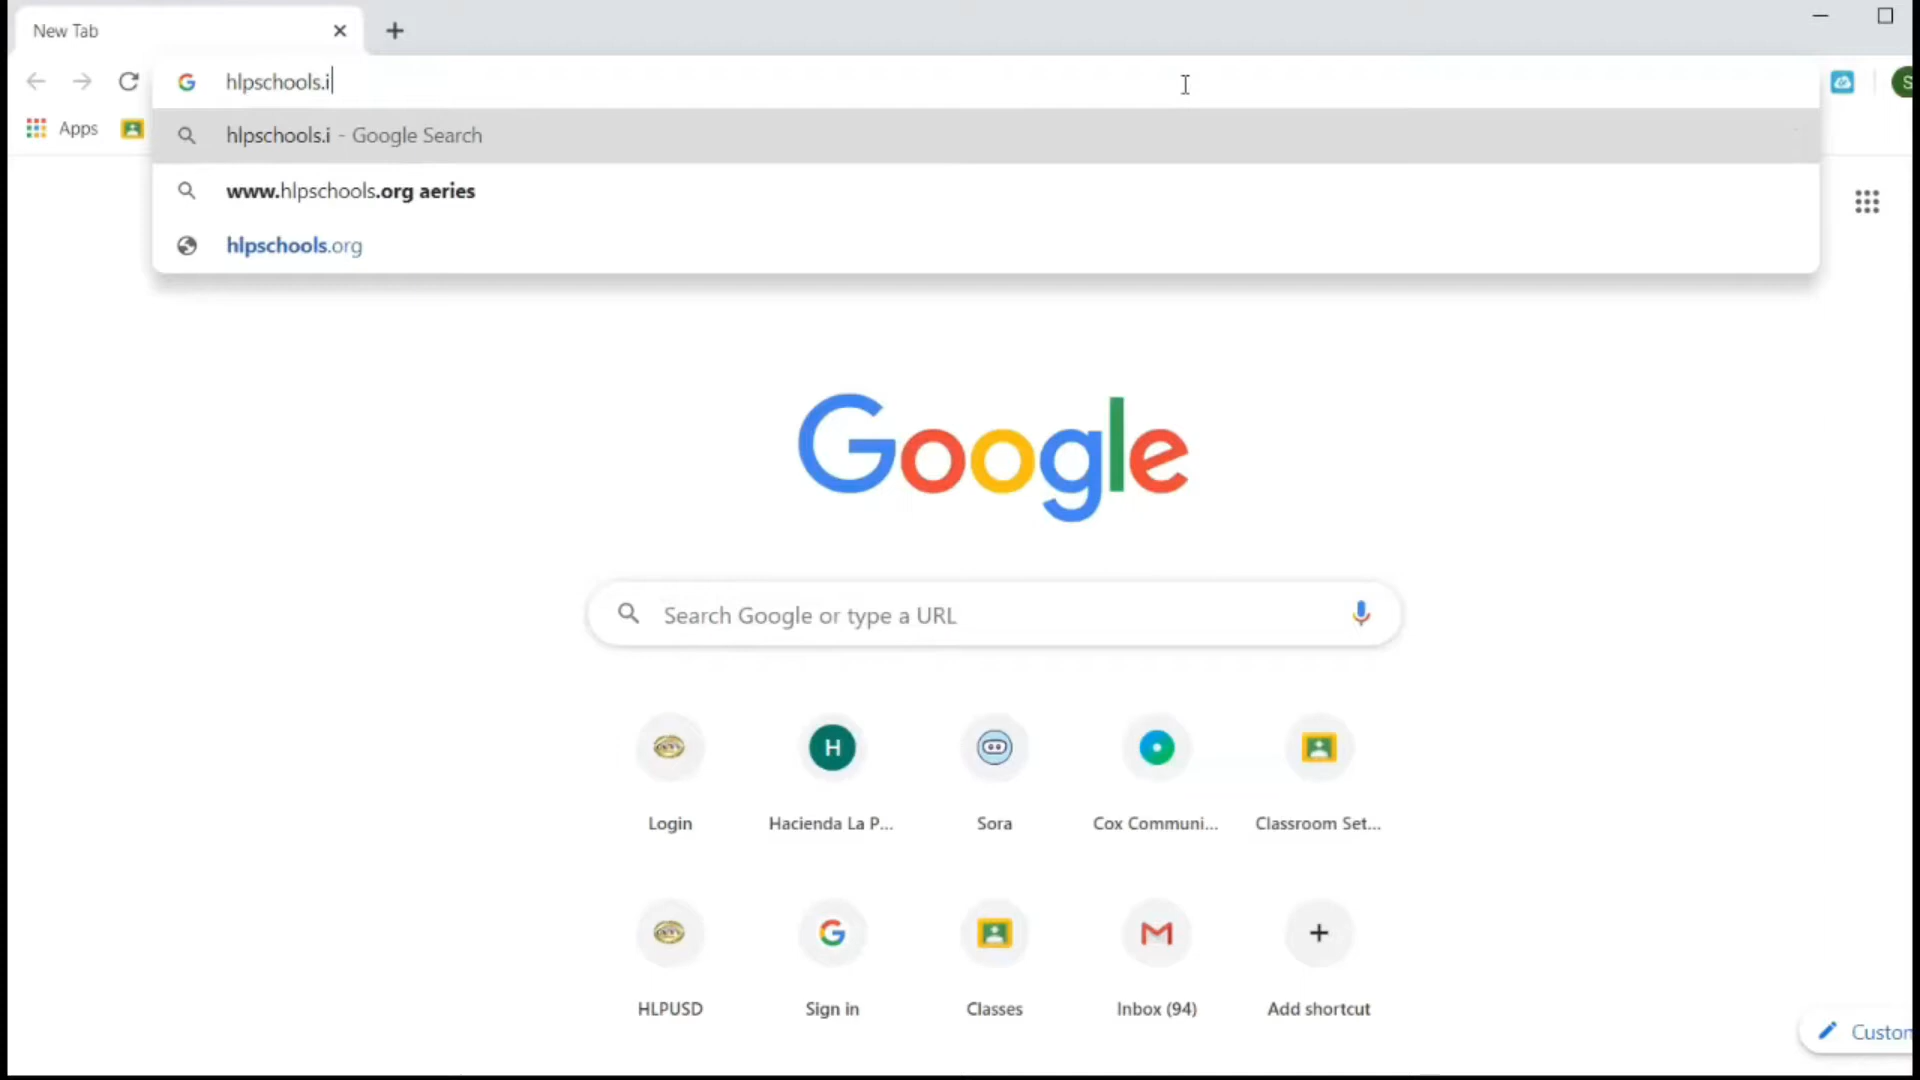 New Tab
hlpschools.i
S
Apps
hlpschools.i - Google Search
www.hlpschools.org aeries
hlpschools.org
Google
Search Google or type a URL
H
Login
Hacienda La P...
Sora
Cox Communi...
Classroom Set...
HLPUSD
Sign in
Classes
Inbox (94)
Add shortcut
Custom